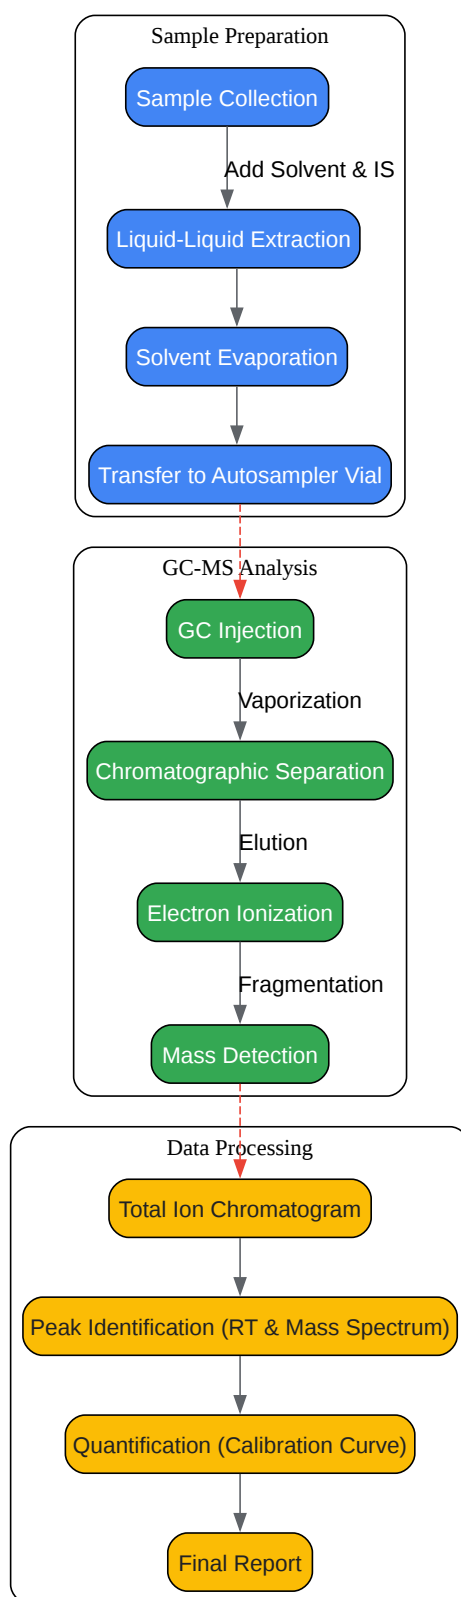 Sample Preparation
Sample Collection
Add Solvent & IS
Liquid-Liquid Extraction
Solvent Evaporation
Transfer to Autosampler Vial
GC-MS Analysis
GC Injection
Vaporization
Chromatographic Separation
Elution
Electron Ionization
Fragmentation
Mass Detection
Data Processing
Total Ion Chromatogram
Peak Identification (RT & Mass Spectrum)
Quantification (Calibration Curve)
Final Report